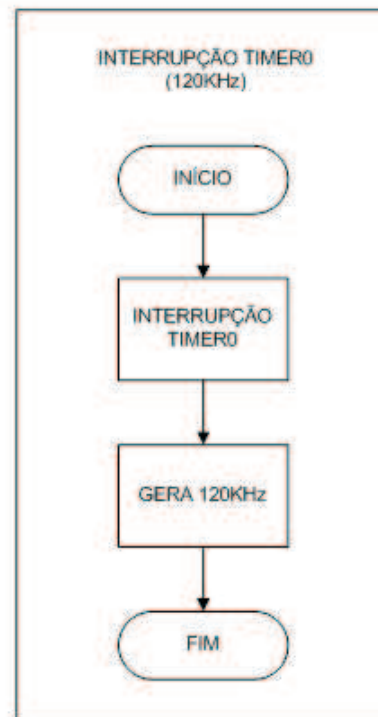 INTERRUPÇÃO TIMER0
(120KHz)
INÍCIO
INTERRUPÇÃO
TIMER0
GERA 120KHz
FIM